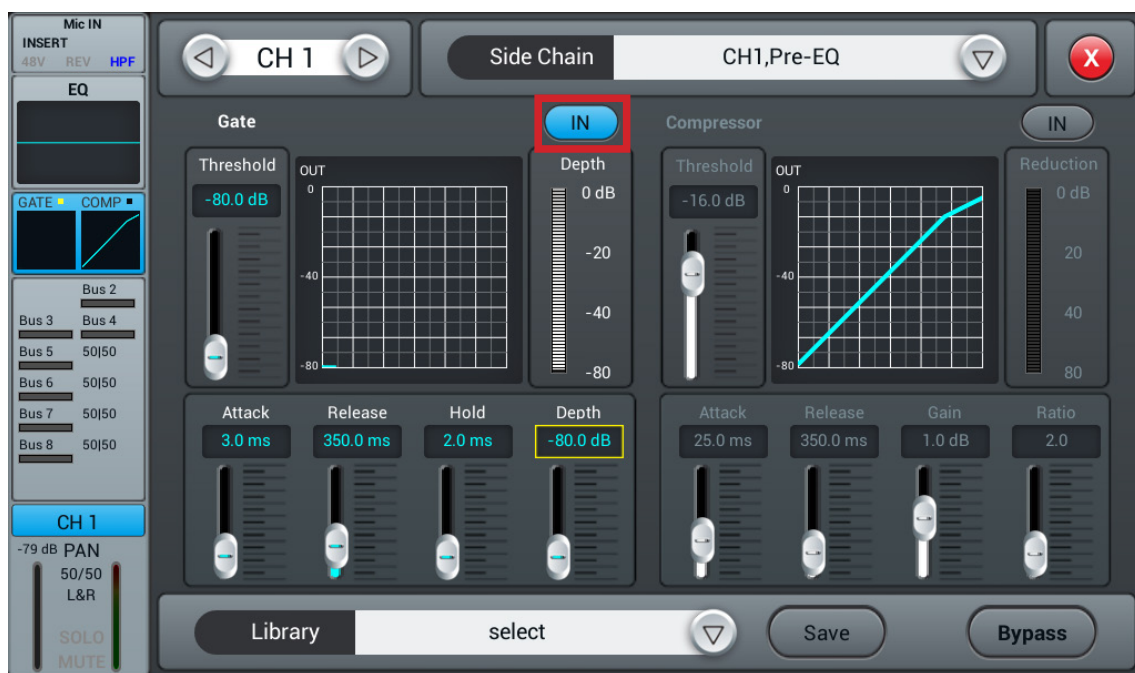 Mic IN
INSERT
48V REV HPF
EQ
GATE COMP
Bus 2
Bus 3 Bus 4
Bus 5 50|50
Bus 6 50|50
Bus 7 50|50
Bus 8 50|50
CH 1
-79 dB PAN
50/50
L&R
SOLO
MUTE
CH 1
Side Chain CH1,Pre-EQ
X
Gate IN
Threshold
-80.0 dB
OUT
0
-40
-80
Depth
0 dB
-20
-40
-80
Attack Release Hold Depth
3.0 ms 350.0 ms 2.0 ms -80.0 dB
Compressor IN
Threshold
-16.0 dB
OUT
0
-40
-80
Reduction
0 dB
20
40
80
Attack Release Gain Ratio
25.0 ms 350.0 ms 1.0 dB 2.0
Library select Save Bypass